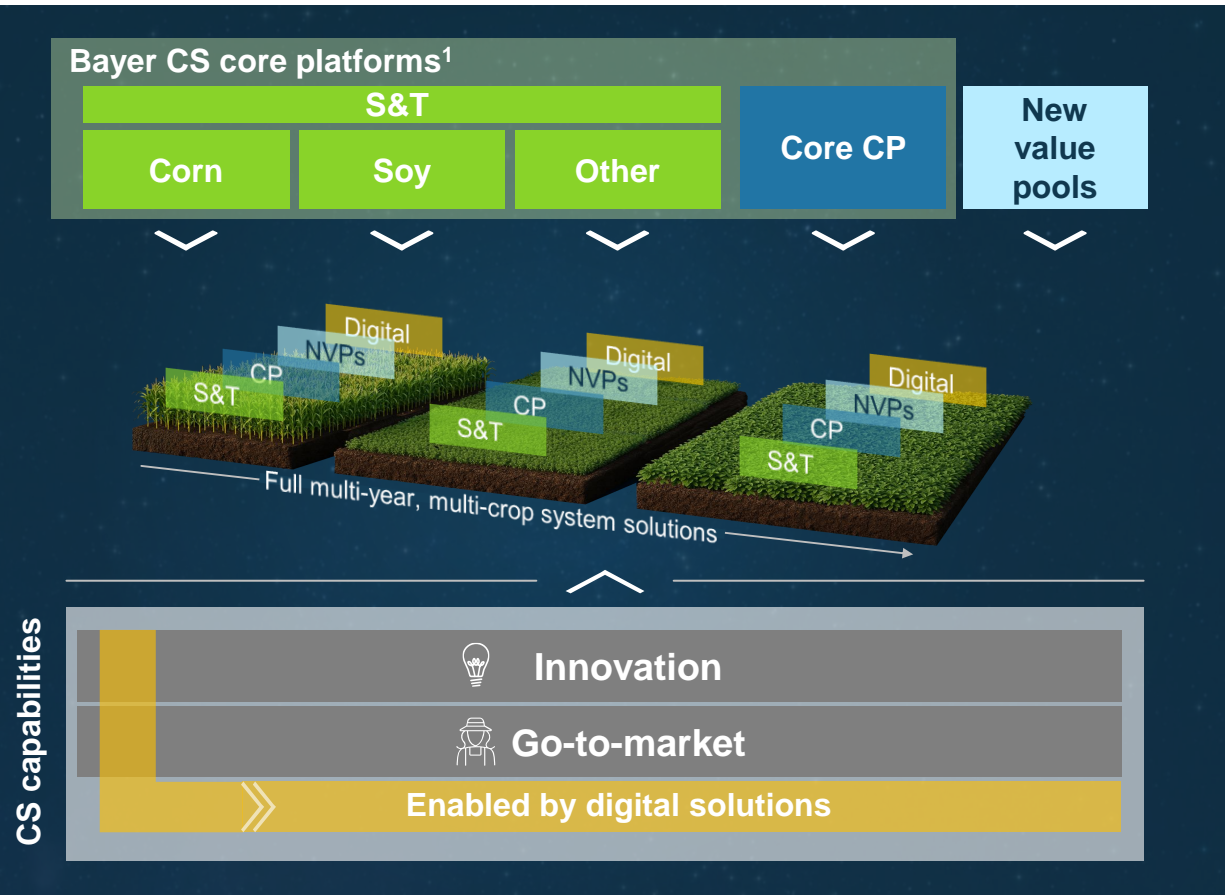 Bayer CS core platforms¹
S&T
Corn
Soy
Other
Core CP
New
value
pools
Digital
NVPs
CP
S&T
Digital
NVPs
CP
S&T
Digital
NVPs
CP
S&T
Full multi-year, multi-crop system solutions
CS capabilities
Innovation
Go-to-market
Enabled by digital solutions